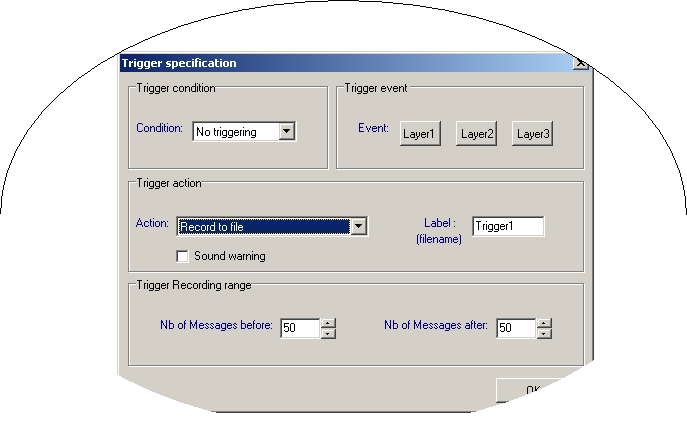 Trigger specification
Trigger condition
Trigger event
Condition: No triggering
Event: Layer1 Layer2 Layer3
Trigger action
Action: Record to file
Label : Trigger1
(filename)
Sound warning
Trigger Recording range
Nb of Messages before: 50
Nb of Messages after: 50
OK